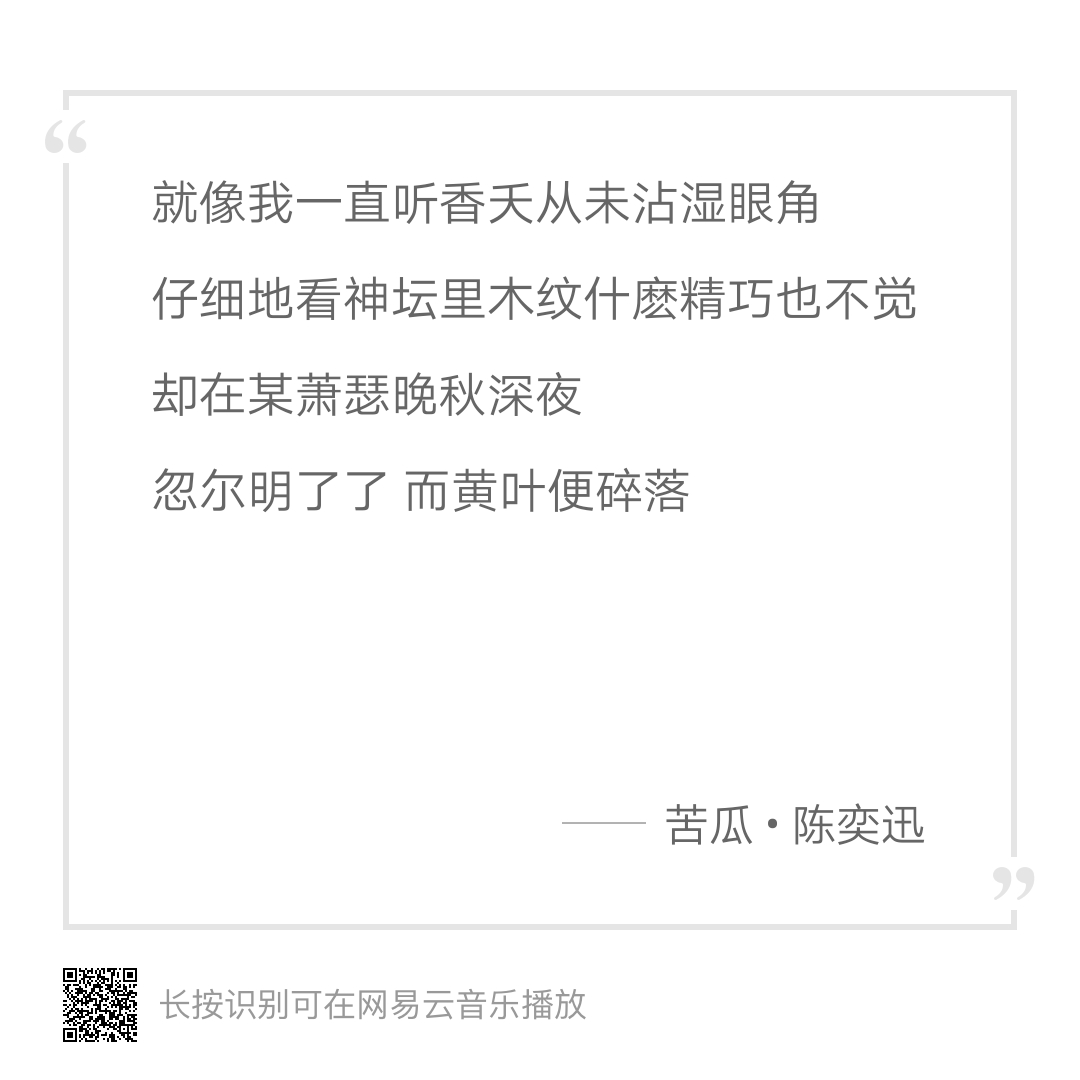 “
就像我一直听香夭从未沾湿眼角
仔细地看神坛里木纹什麽精巧也不觉
却在某萧瑟晚秋深夜
忽尔明了了 而黄叶便碎落
—— 苦瓜·陈奕迅
”
长按识别可在网易云音乐播放